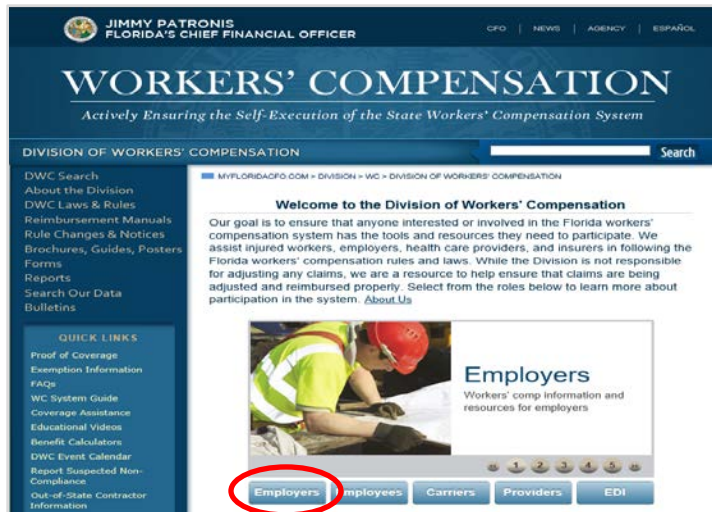 JIMMY PATRONIS
FLORIDA'S CHIEF FINANCIAL OFFICER
CFO | NEWS | AGENCY | ESPAÑOL
WORKERS' COMPENSATION
Actively Ensuring the Self-Execution of the State Workers' Compensation System
DIVISION OF WORKERS' COMPENSATION
Search
DWC Search
About the Division
DWC Laws & Rules
Reimbursement Manuals
Rule Changes & Notices
Brochures, Guides, Posters
Forms
Reports
Search Our Data
Bulletins
QUICK LINKS
Proof of Coverage
Exemption Information
FAQs
WC System Guide
Coverage Assistance
Educational Videos
Benefit Calculators
DWC Event Calendar
Report Suspected Non-
Compliance
Out-of-State Contractor
Information
MYFLORIDACFO.COM » DIVISION » WC » DIVISION OF WORKERS' COMPENSATION
Welcome to the Division of Workers' Compensation
Our goal is to ensure that anyone interested or involved in the Florida workers'
compensation system has the tools and resources they need to participate. We
assist injured workers, employers, health care providers, and insurers in following the
Florida workers' compensation rules and laws. While the Division is not responsible
for adjusting any claims, we are a resource to help ensure that claims are being
adjusted and reimbursed properly. Select from the roles below to learn more about
participation in the system. About Us
Employers
Workers' comp information and
resources for employers
« 1 2 3 4 5 »
Employers Employees Carriers Providers EDI